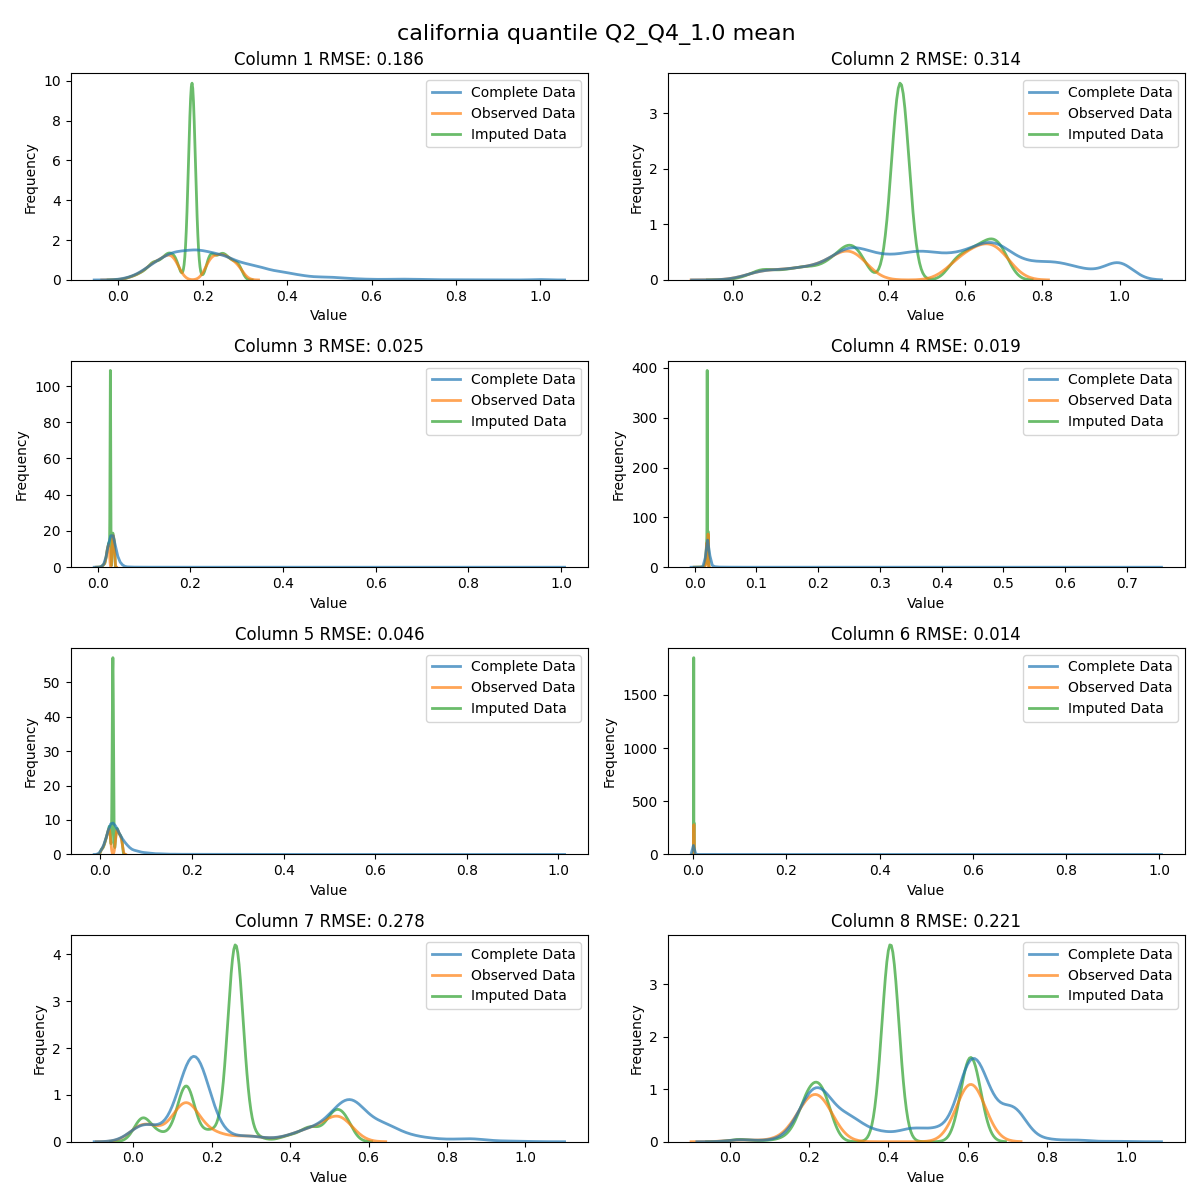 california quantile Q2_Q4_1.0 mean
Column 1 RMSE: 0.186
Frequency
10
8
6
4
2
0
0.0 0.2 0.4 0.6 0.8 1.0
Value
Complete Data
Observed Data
Imputed Data
Column 2 RMSE: 0.314
Frequency
3
2
1
0
0.0 0.2 0.4 0.6 0.8 1.0
Value
Complete Data
Observed Data
Imputed Data
Column 3 RMSE: 0.025
Frequency
100
80
60
40
20
0
0.0 0.2 0.4 0.6 0.8 1.0
Value
Complete Data
Observed Data
Imputed Data
Column 4 RMSE: 0.019
Frequency
400
300
200
100
0
0.0 0.1 0.2 0.3 0.4 0.5 0.6 0.7
Value
Complete Data
Observed Data
Imputed Data
Column 5 RMSE: 0.046
Frequency
50
40
30
20
10
0
0.0 0.2 0.4 0.6 0.8 1.0
Value
Complete Data
Observed Data
Imputed Data
Column 6 RMSE: 0.014
Frequency
1500
1000
500
0
0.0 0.2 0.4 0.6 0.8 1.0
Value
Complete Data
Observed Data
Imputed Data
Column 7 RMSE: 0.278
Frequency
4
3
2
1
0
0.0 0.2 0.4 0.6 0.8 1.0
Value
Complete Data
Observed Data
Imputed Data
Column 8 RMSE: 0.221
Frequency
3
2
1
0
0.0 0.2 0.4 0.6 0.8 1.0
Value
Complete Data
Observed Data
Imputed Data